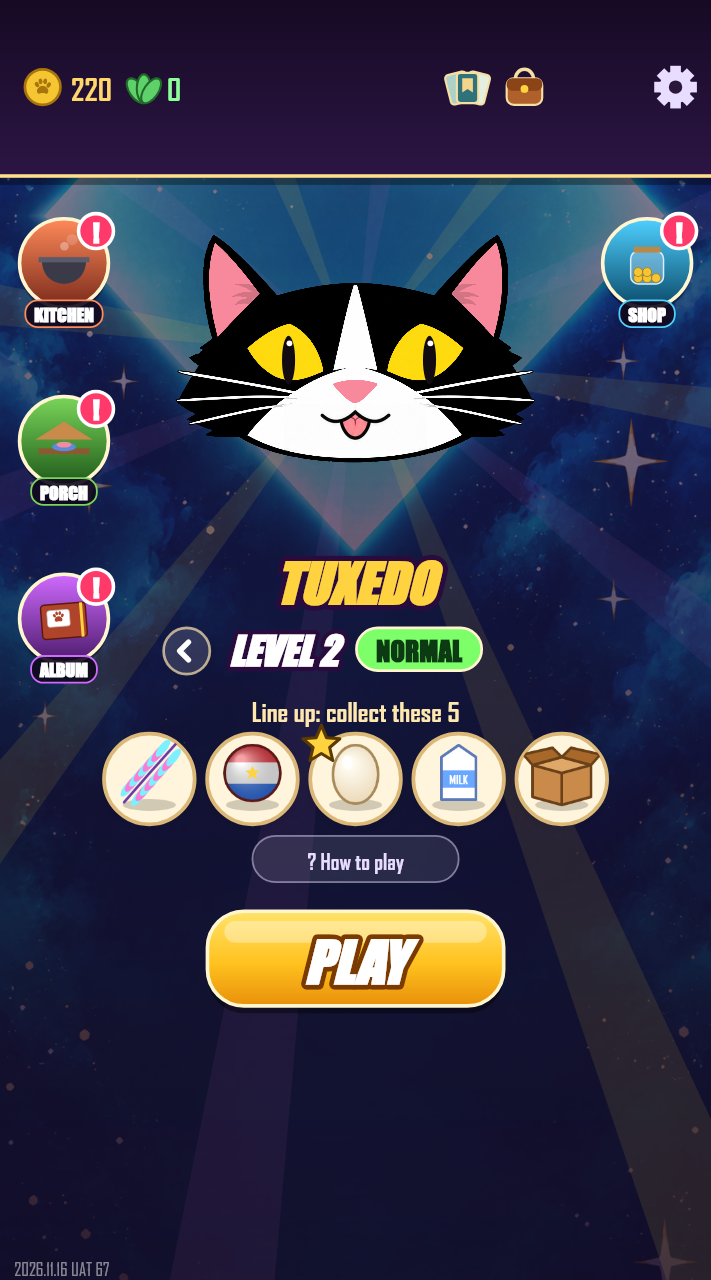 220
0
!
KITCHEN
!
SHOP
!
PORCH
!
ALBUM
TUXEDO
LEVEL 2
NORMAL
Line up: collect these 5
MILK
? How to play
PLAY
2026.11.16 UAT 67